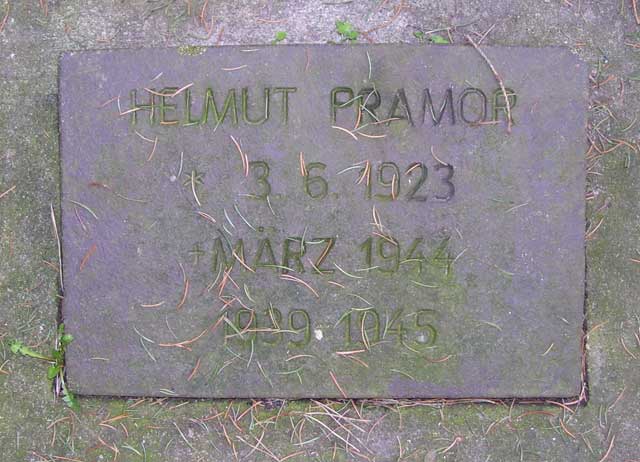 HELMUT PRAMOR
* 3. 6. 1923
+ MÄRZ 1944
1939 1945